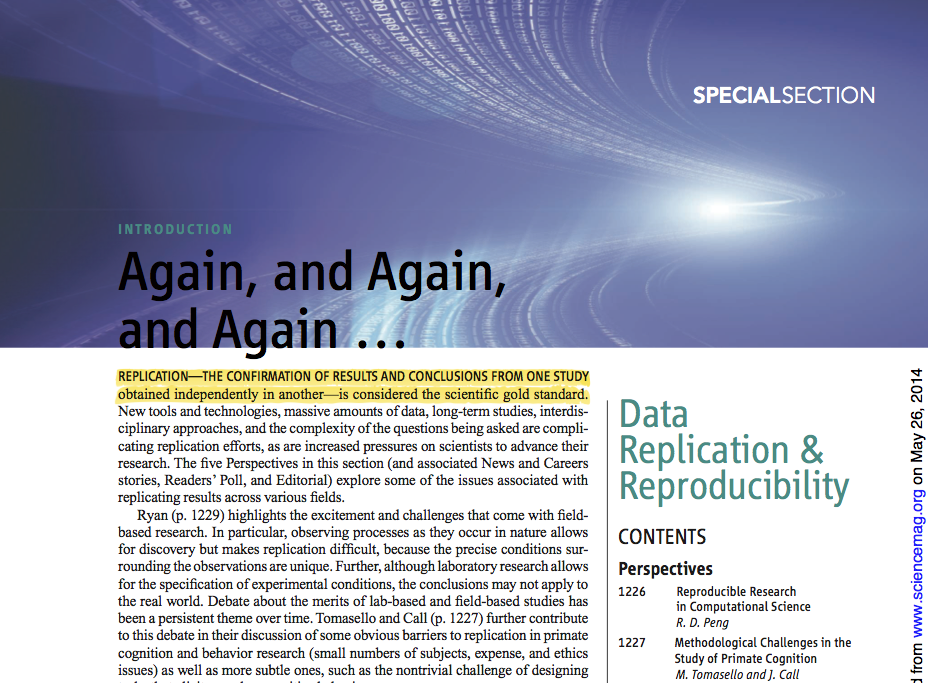 SPECIALSECTION
INTRODUCTION
Again, and Again,
and Again ...
REPLICATION—THE CONFIRMATION OF RESULTS AND CONCLUSIONS FROM ONE STUDY
obtained independently in another—is considered the scientific gold standard.
New tools and technologies, massive amounts of data, long-term studies, interdis-
ciplinary approaches, and the complexity of the questions being asked are compli-
cating replication efforts, as are increased pressures on scientists to advance their
research. The five Perspectives in this section (and associated News and Careers
stories, Readers' Poll, and Editorial) explore some of the issues associated with
replicating results across various fields.
Ryan (p. 1229) highlights the excitement and challenges that come with field-
based research. In particular, observing processes as they occur in nature allows
for discovery but makes replication difficult, because the precise conditions sur-
rounding the observations are unique. Further, although laboratory research allows
for the specification of experimental conditions, the conclusions may not apply to
the real world. Debate about the merits of lab-based and field-based studies has
been a persistent theme over time. Tomasello and Call (p. 1227) further contribute
to this debate in their discussion of some obvious barriers to replication in primate
cognition and behavior research (small numbers of subjects, expense, and ethics
issues) as well as more subtle ones, such as the nontrivial challenge of designing
Data
Replication &
Reproducibility
CONTENTS
Perspectives
1226 Reproducible Research
in Computational Science
R. D. Peng
1227 Methodological Challenges in the
Study of Primate Cognition
M. Tomasello and J. Call
from www.sciencemag.org on May 26, 2014